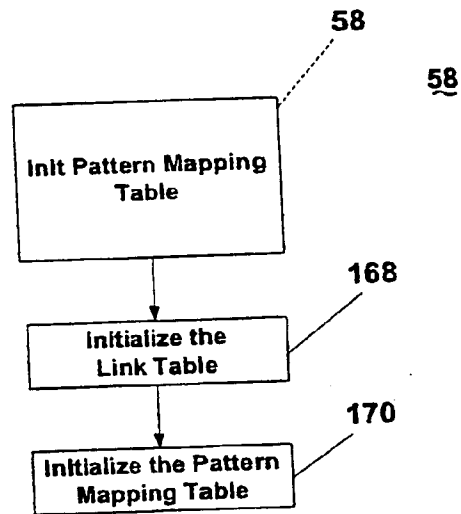 58
58
Init Pattern Mapping
Table
168
Initialize the
Link Table
170
Initialize the Pattern
Mapping Table